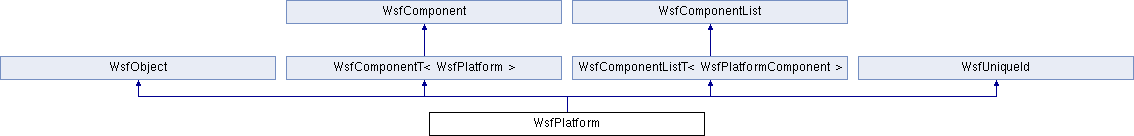 WsfComponent
WsfComponentList
WsfObject
WsfComponentT< WsfPlatform >
WsfComponentListT< WsfPlatformComponent >
WsfUniqueId
WsfPlatform